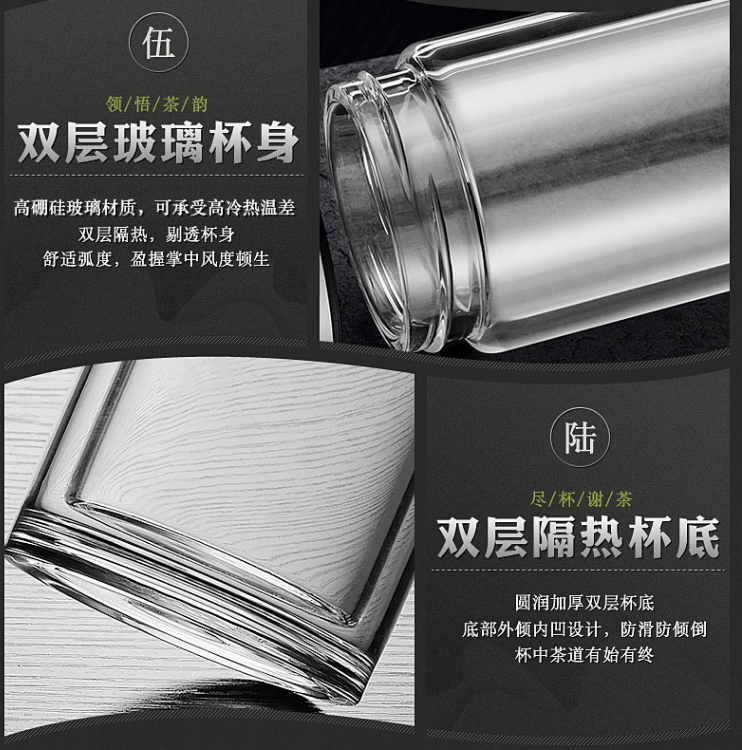 伍
领/悟/茶/韵
双层玻璃杯身
高硼硅玻璃材质，可承受高冷热温差
双层隔热，剔透杯身
舒适弧度，盈握掌中风度顿生
陆
尽/杯/谢/茶
双层隔热杯底
圆润加厚双层杯底
底部外倾内凹设计，防滑防倾倒
杯中茶道有始有终